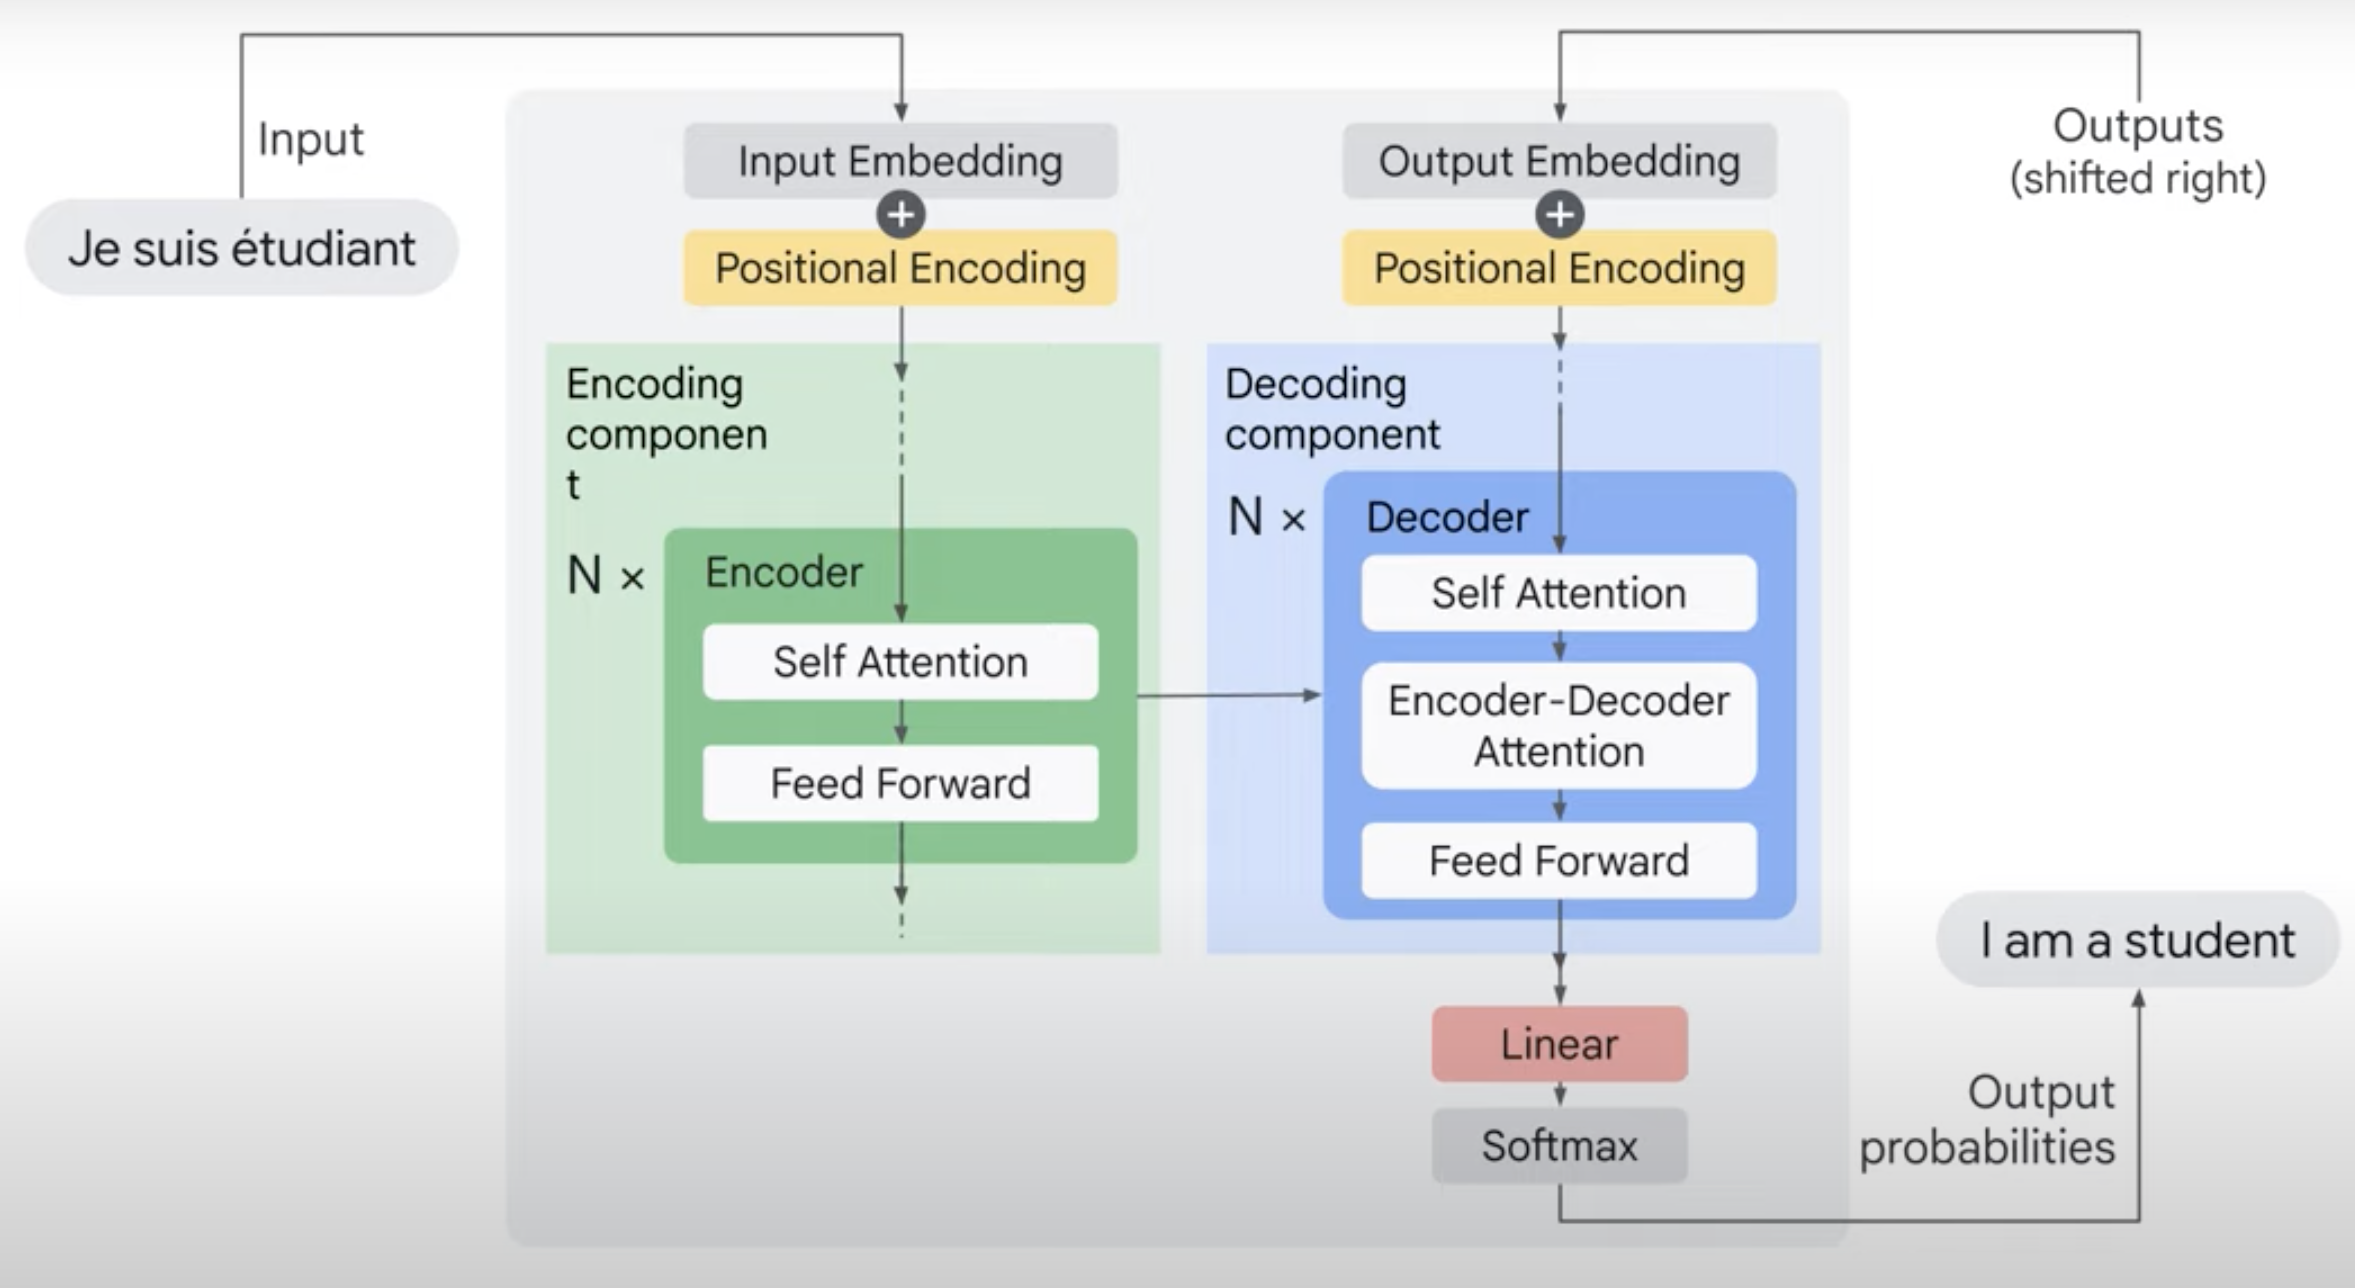 Input
Je suis étudiant
Input Embedding
+
Positional Encoding
Encoding
componen
t
N ×
Encoder
Self Attention
Feed Forward
Outputs
(shifted right)
Output Embedding
+
Positional Encoding
Decoding
component
N ×
Decoder
Self Attention
Encoder-Decoder
Attention
Feed Forward
Linear
Softmax
Output
probabilities
I am a student